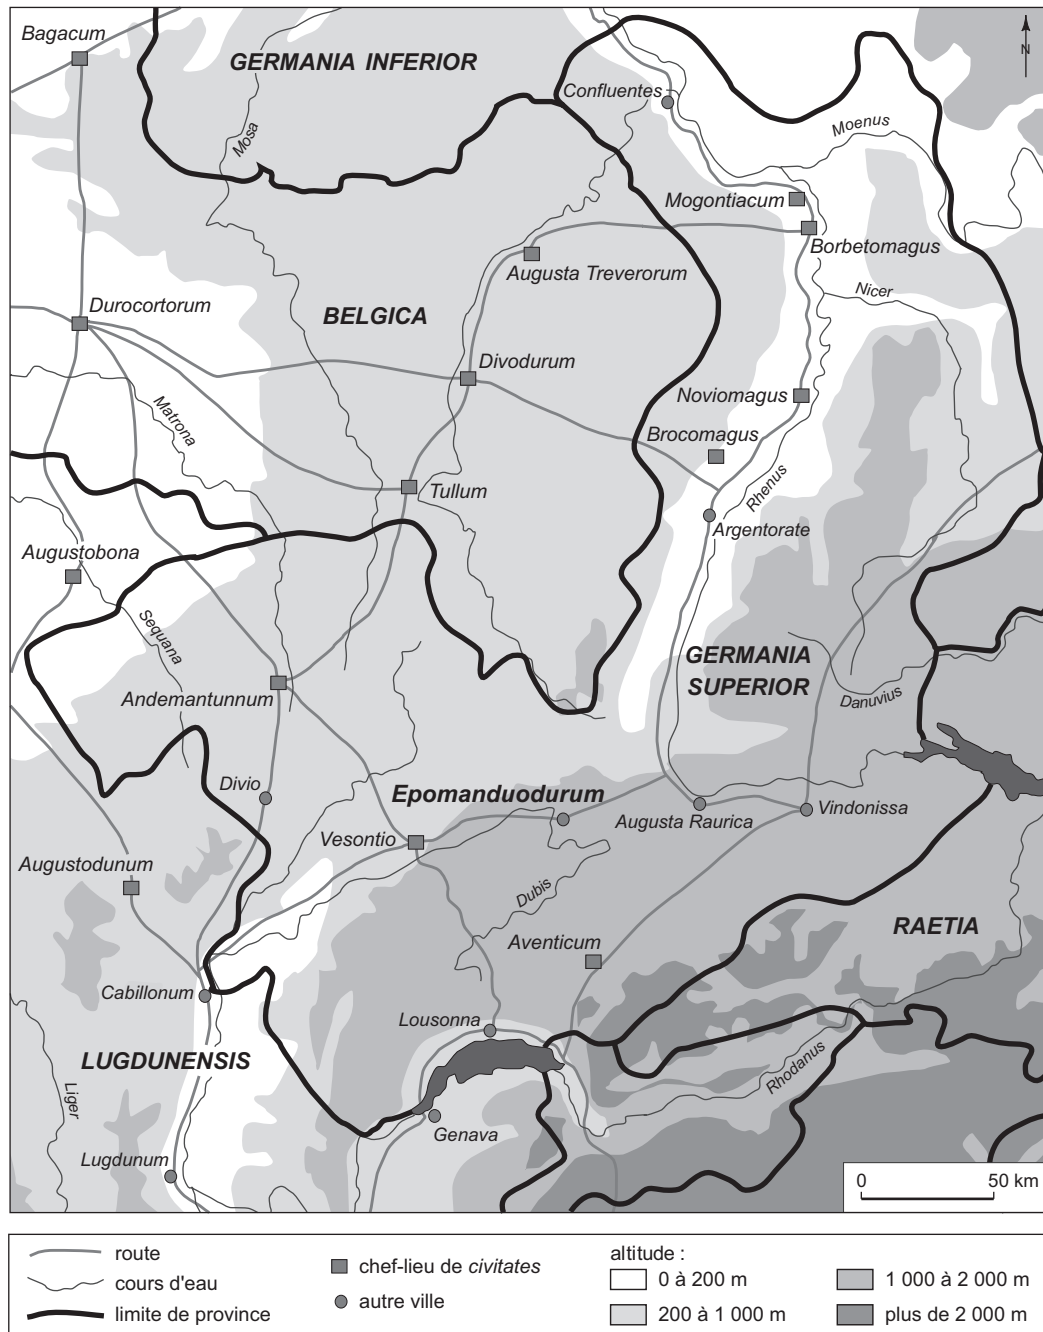 Bagacum
GERMANIA INFERIOR
N
Confluentes
Moenus
Mosa
Mogontiacum
Borbetomagus
Augusta Treverorum
Nicer
Durocortorum
BELGICA
Divodurum
Noviomagus
Matrona
Brocomagus
Rhenus
Tullum
Argentorate
Augustobona
Sequana
GERMANIA
SUPERIOR
Andemantunnum
Danuvius
Divio
Epomanduodurum
Augusta Raurica
Vindonissa
Vesontio
Augustodunum
Dubis
RAETIA
Aventicum
Cabillonum
Lousonna
LUGDUNENSIS
Rhodanus
Liger
Genava
Lugdunum
0 50 km
route
cours d'eau
limite de province
chef-lieu de civitates
autre ville
altitude :
0 à 200 m
200 à 1 000 m
1 000 à 2 000 m
plus de 2 000 m